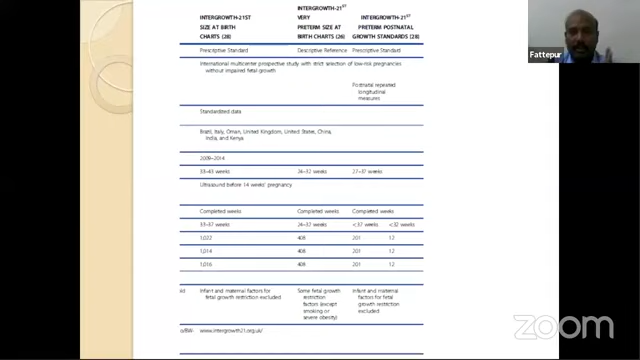 INTERGROWTH-21ST
SIZE AT BIRTH
CHARTS (28)
INTERGROWTH-21ST
VERY
PRETERM SIZE AT
BIRTH CHARTS (26)
INTERGROWTH-21ST
PRETERM POSTNATAL
GROWTH STANDARDS (28)
Prescriptive Standard
Descriptive Reference
Prescriptive Standard
International multicenter prospective study with strict selection of low-risk pregnancies
without impaired fetal growth
Postnatal repeated
longitudinal
measures
Standardized data
Brazil, Italy, Oman, United Kingdom, United States, China,
India, and Kenya
2009–2014
33–43 weeks
24–32 weeks
27–37 weeks
Ultrasound before 14 weeks' pregnancy
Completed weeks
Completed weeks
Completed weeks
33–37 weeks
24–32 weeks
<37 weeks
<32 weeks
1,022
408
201
12
1,014
408
201
12
1,016
408
201
12
Infant and maternal factors for
fetal growth restriction excluded
Some fetal growth
restriction
factors (except
smoking or
severe obesity)
Infant and maternal
factors for fetal
growth restriction
excluded
www.intergrowth21.org.uk/
Fattepur
zoom